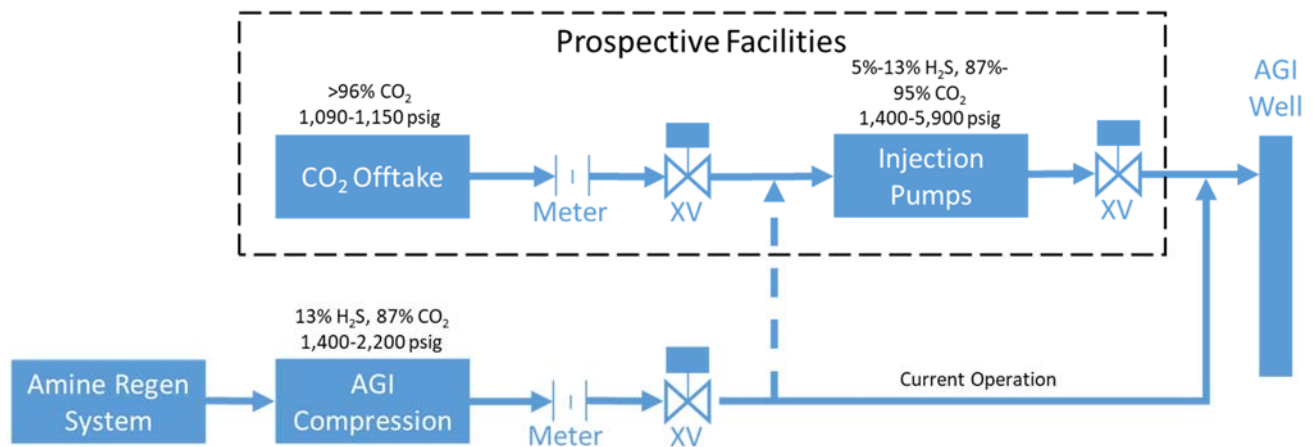 Prospective Facilities
>96% CO₂
1,090-1,150 psig
CO₂ Offtake
Meter
XV
5%-13% H₂S, 87%-
95% CO₂
1,400-5,900 psig
Injection
Pumps
XV
AGI
Well
Amine Regen
System
13% H₂S, 87% CO₂
1,400-2,200 psig
AGI
Compression
Meter
XV
Current Operation